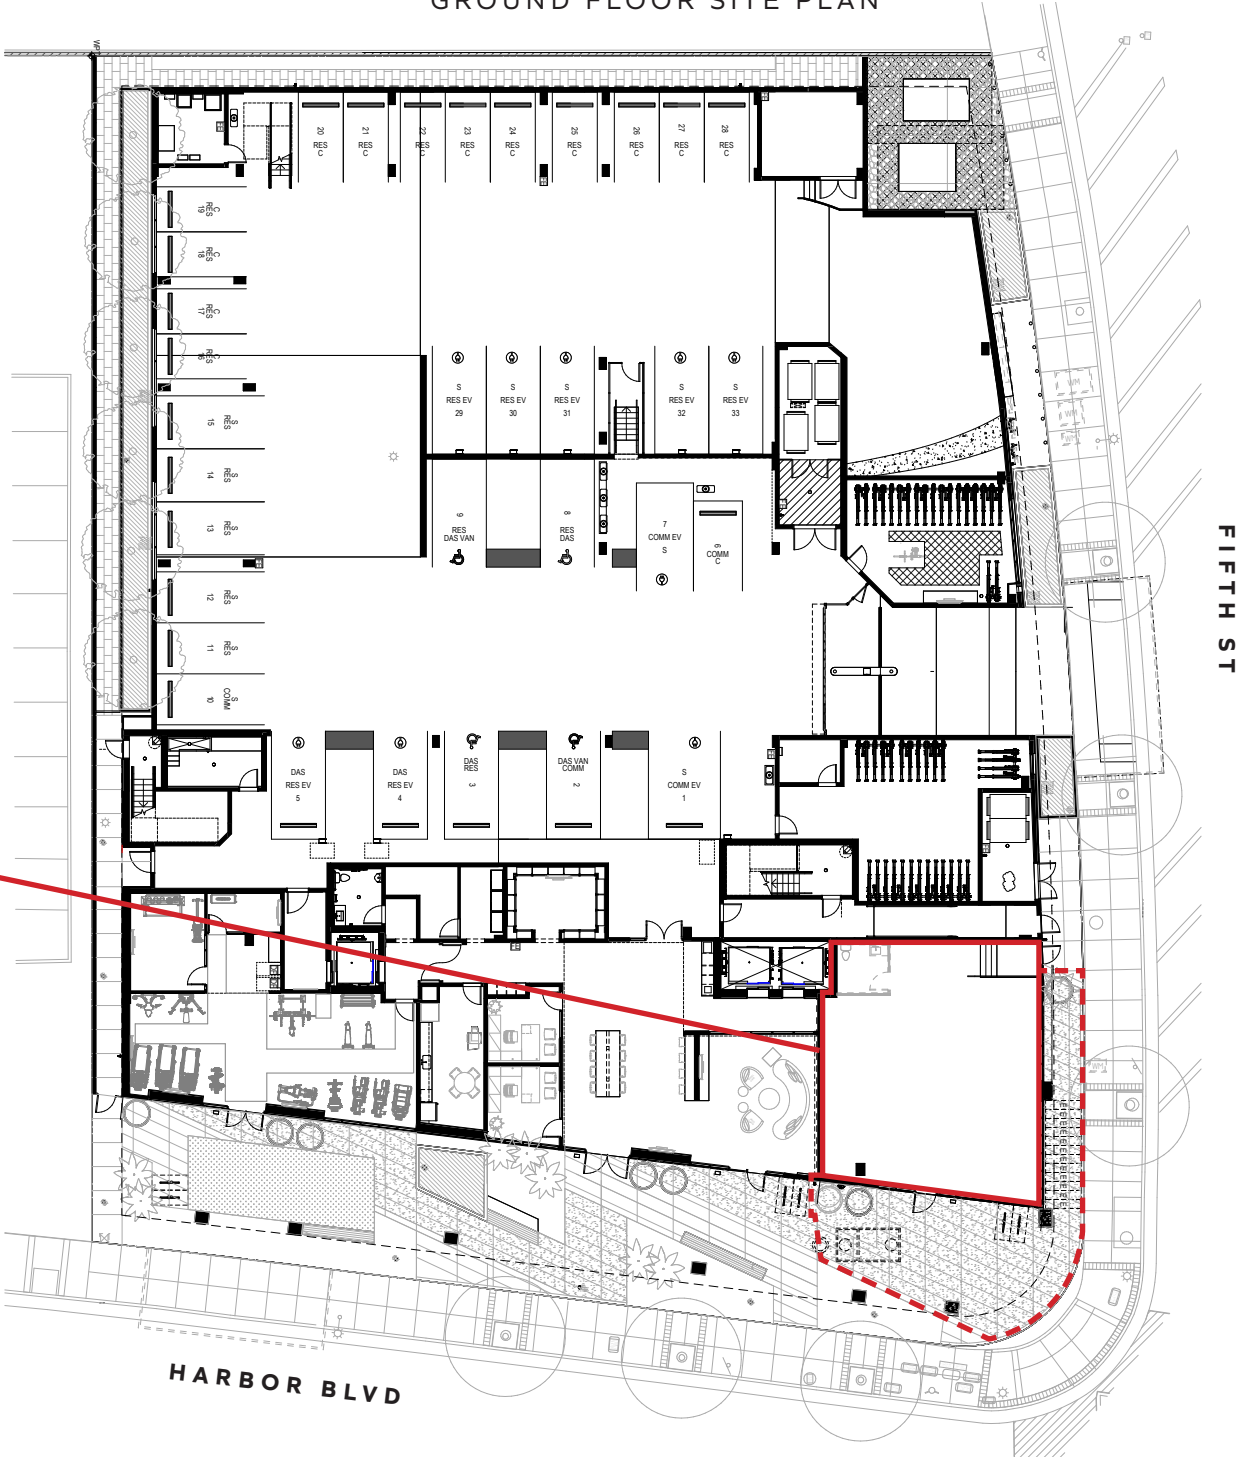 GROUND FLOOR SITE PLAN
20
RES
C
21
RES
C
22
RES
C
23
RES
C
24
RES
C
25
RES
C
26
RES
C
27
RES
C
28
RES
C
C
RES
19
C
RES
18
C
RES
17
C
RES
16
S
RES
15
S
RES
14
S
RES
13
S
RES
12
S
RES
11
S
COMM
10
S
RES EV
29
S
RES EV
30
S
RES EV
31
S
RES EV
32
S
RES EV
33
9
RES
DAS VAN
8
RES
DAS
7
COMM EV
S
6
COMM
C
WM
WM
WM
FIFTH ST
DAS
RES EV
5
DAS
RES EV
4
DAS
RES
3
DAS VAN
COMM
2
S
COMM EV
1
HARBOR BLVD